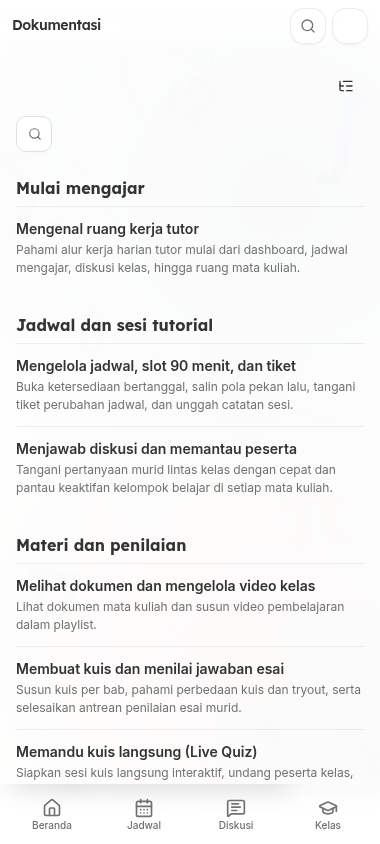 Dokumentasi
Mulai mengajar
Mengenal ruang kerja tutor
Pahami alur kerja harian tutor mulai dari dashboard, jadwal
mengajar, diskusi kelas, hingga ruang mata kuliah.
Jadwal dan sesi tutorial
Mengelola jadwal, slot 90 menit, dan tiket
Buka ketersediaan bertanggal, salin pola pekan lalu, tangani
tiket perubahan jadwal, dan unggah catatan sesi.
Menjawab diskusi dan memantau peserta
Tangani pertanyaan murid lintas kelas dengan cepat dan
pantau keaktifan kelompok belajar di setiap mata kuliah.
Materi dan penilaian
Melihat dokumen dan mengelola video kelas
Lihat dokumen mata kuliah dan susun video pembelajaran
dalam playlist.
Membuat kuis dan menilai jawaban esai
Susun kuis per bab, pahami perbedaan kuis dan tryout, serta
selesaikan antrean penilaian esai murid.
Memandu kuis langsung (Live Quiz)
Siapkan sesi kuis langsung interaktif, undang peserta kelas,
Beranda
Jadwal
Diskusi
Kelas